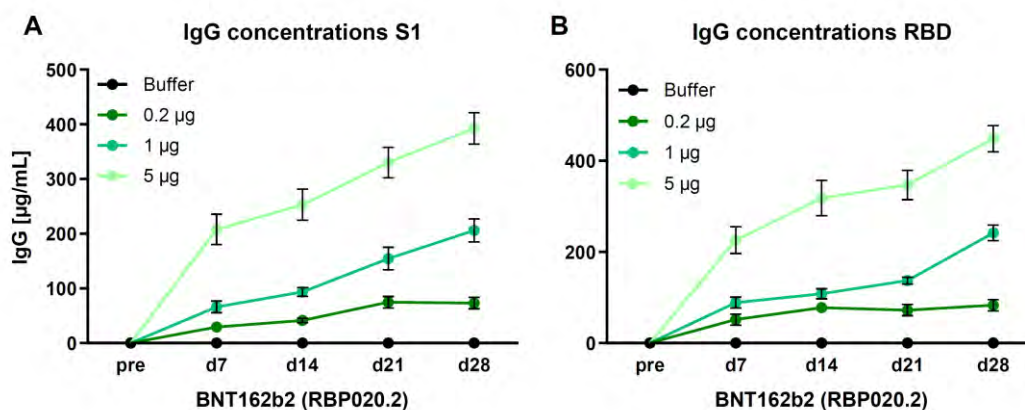 A
IgG concentrations S1
IgG [µg/mL]
500
400
300
200
100
0
Buffer
0.2 µg
1 µg
5 µg
pre
d7
d14
d21
d28
BNT162b2 (RBP020.2)
B
IgG concentrations RBD
600
400
200
0
Buffer
0.2 µg
1 µg
5 µg
pre
d7
d14
d21
d28
BNT162b2 (RBP020.2)